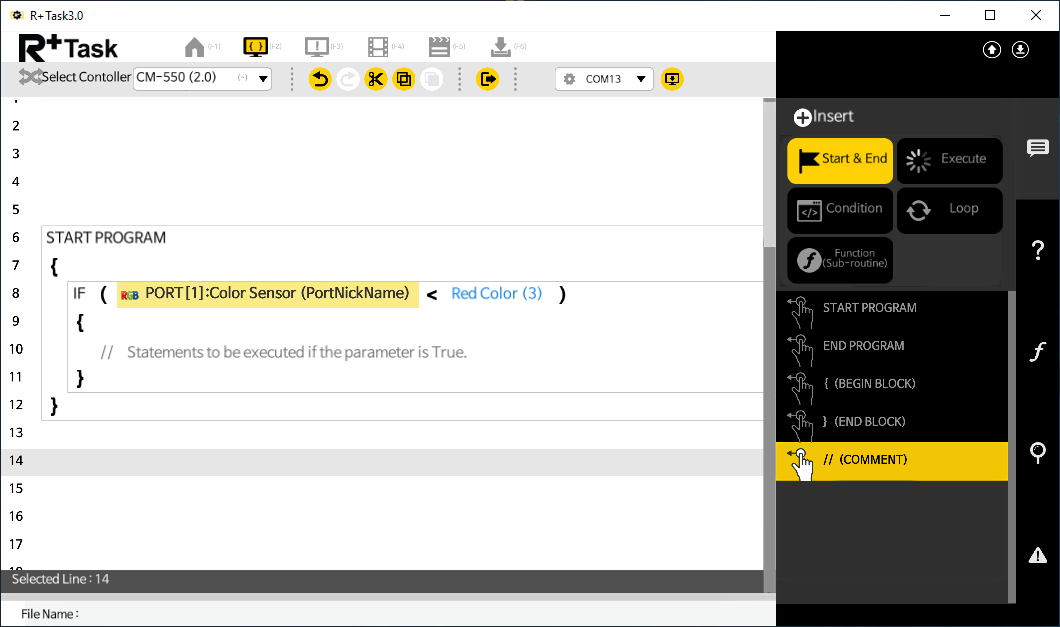 R+ Task3.0
R+Task (F1) (F2) (F3) (F4) (F5) (F6)
Select Contoller CM-550 (2.0) (-) COM13
Insert
Start & End Execute
Condition Loop
Function
(Sub-routine)
START PROGRAM
END PROGRAM
{ (BEGIN BLOCK)
} (END BLOCK)
// (COMMENT)
2
3
4
5
6 START PROGRAM
7 {
8 IF ( RGB PORT[1]:Color Sensor (PortNickName) < Red Color (3) )
9 {
10 // Statements to be executed if the parameter is True.
11 }
12 }
13
14
15
16
17
Selected Line : 14
File Name :